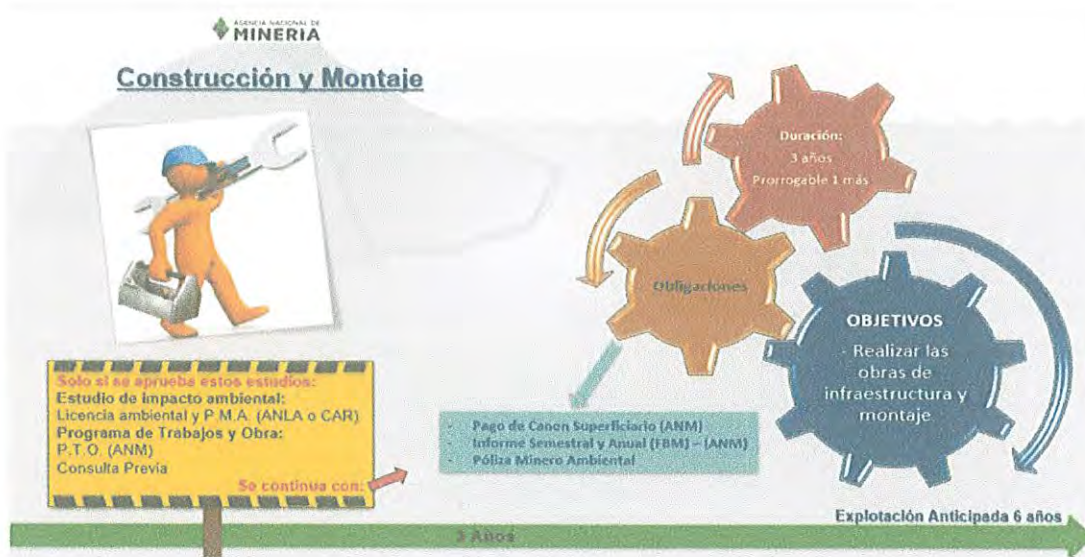 AGENCIA NACIONAL DE
MINERÍA
Construcción y Montaje
Duración:
3 años
Prorrogable 1 más
Obligaciones
OBJETIVOS
- Realizar las
obras de
infraestructura y
montaje
Solo si se aprueba estos estudios:
Estudio de impacto ambiental:
Licencia ambiental y P.M.A. (ANLA o CAR)
Programa de Trabajos y Obra:
P.T.O. (ANM)
Consulta Previa
Se continua con:
- Pago de Canon Superficiario (ANM)
- Informe Semestral y Anual (FBM) – (ANM)
- Póliza Minero Ambiental
Explotación Anticipada 6 años
3 Años